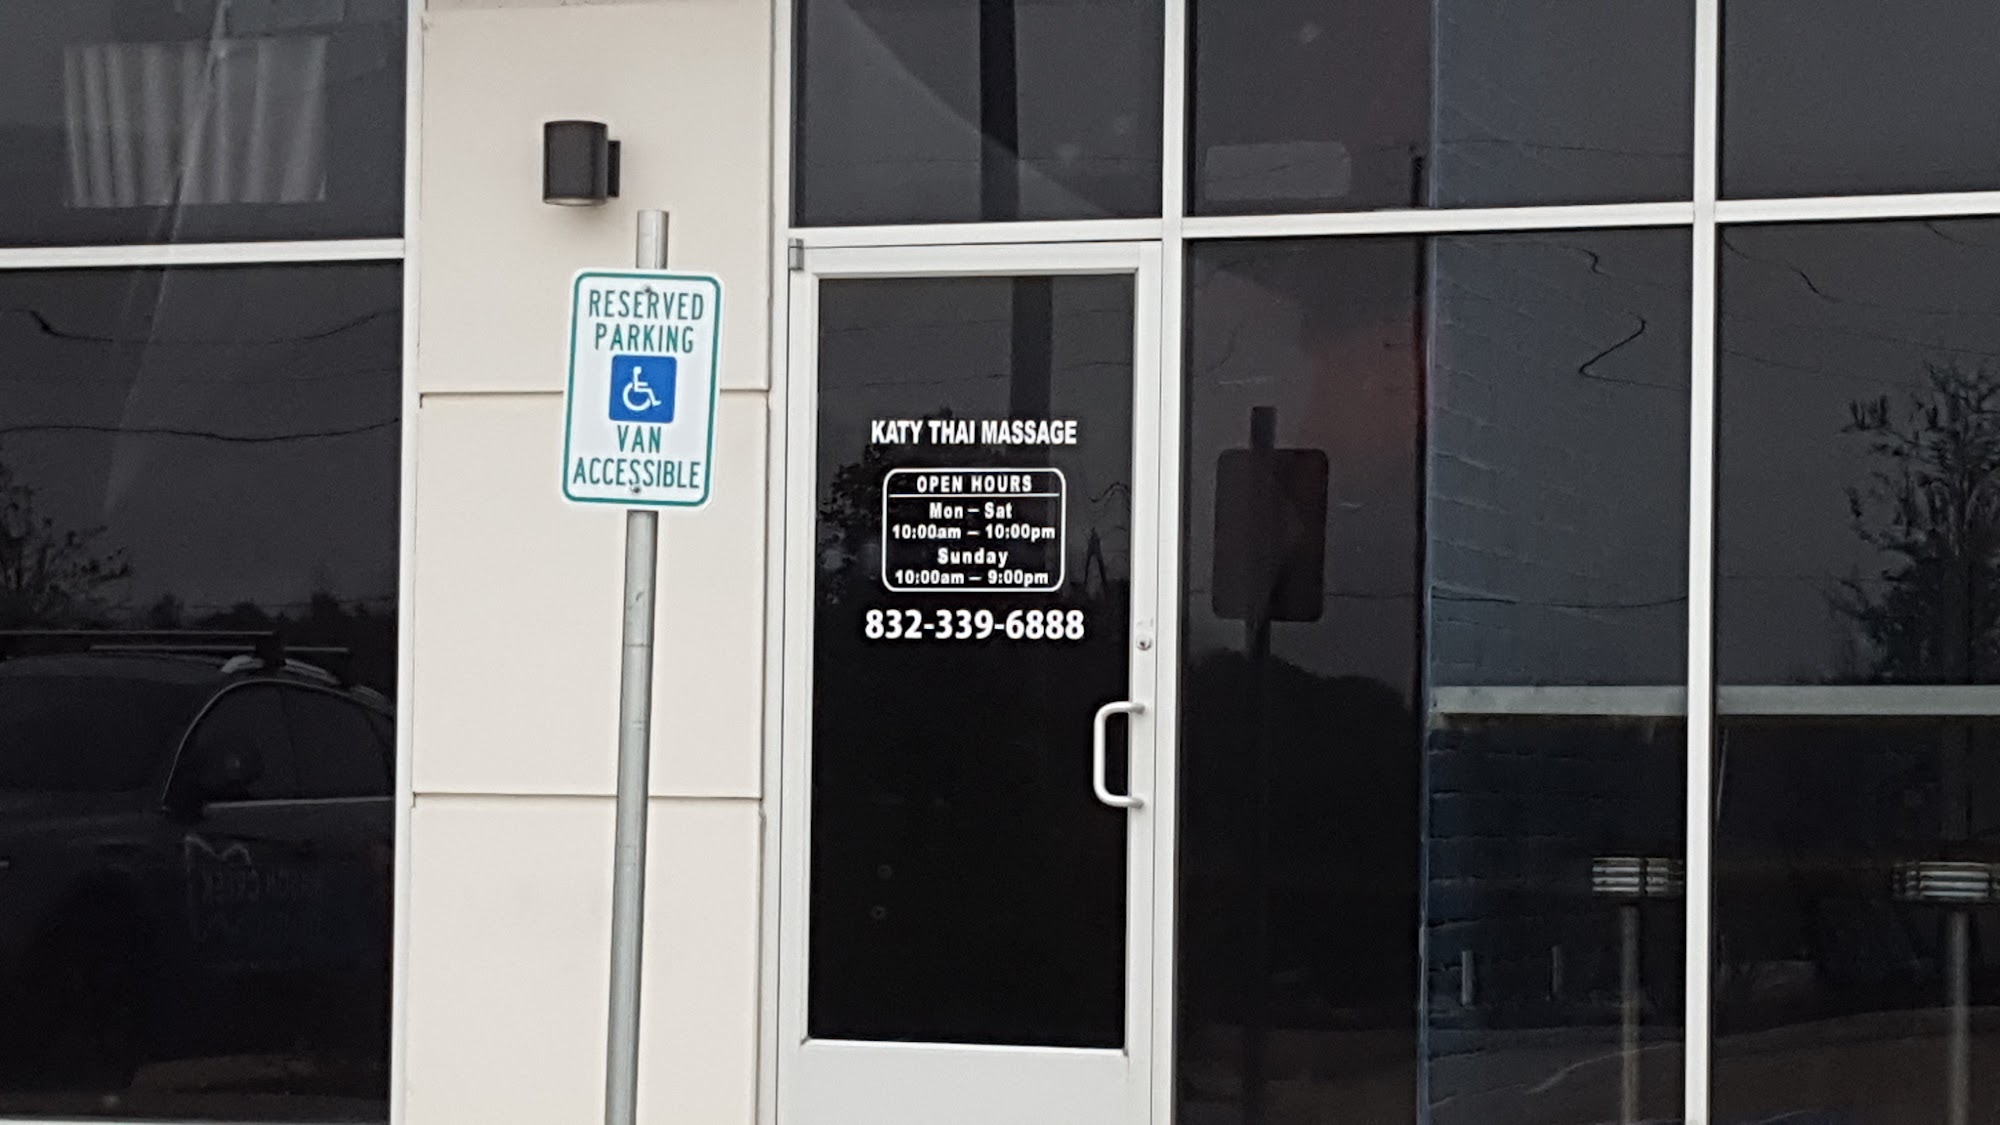 RESERVED
PARKING
VAN
ACCESSIBLE
KATY THAI MASSAGE
OPEN HOURS
Mon – Sat
10:00am – 10:00pm
Sunday
10:00am – 9:00pm
832-339-6888